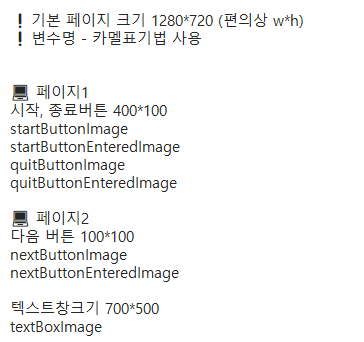 ❗ 기본 페이지 크기 1280*720 (편의상 w*h)
❗ 변수명 - 카멜표기법 사용
💻 페이지1
시작, 종료버튼 400*100
startButtonImage
startButtonEnteredImage
quitButtonImage
quitButtonEnteredImage
💻 페이지2
다음 버튼 100*100
nextButtonImage
nextButtonEnteredImage
텍스트창크기 700*500
textBoxImage